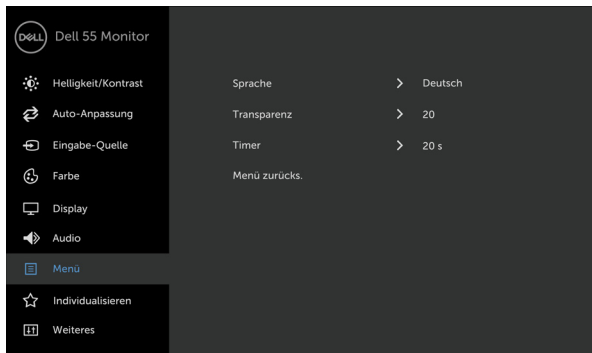 DELL Dell 55 Monitor
Helligkeit/Kontrast
Auto-Anpassung
Eingabe-Quelle
Farbe
Display
Audio
Menü
Individualisieren
Weiteres
Sprache Deutsch
Transparenz 20
Timer 20 s
Menü zurücks.